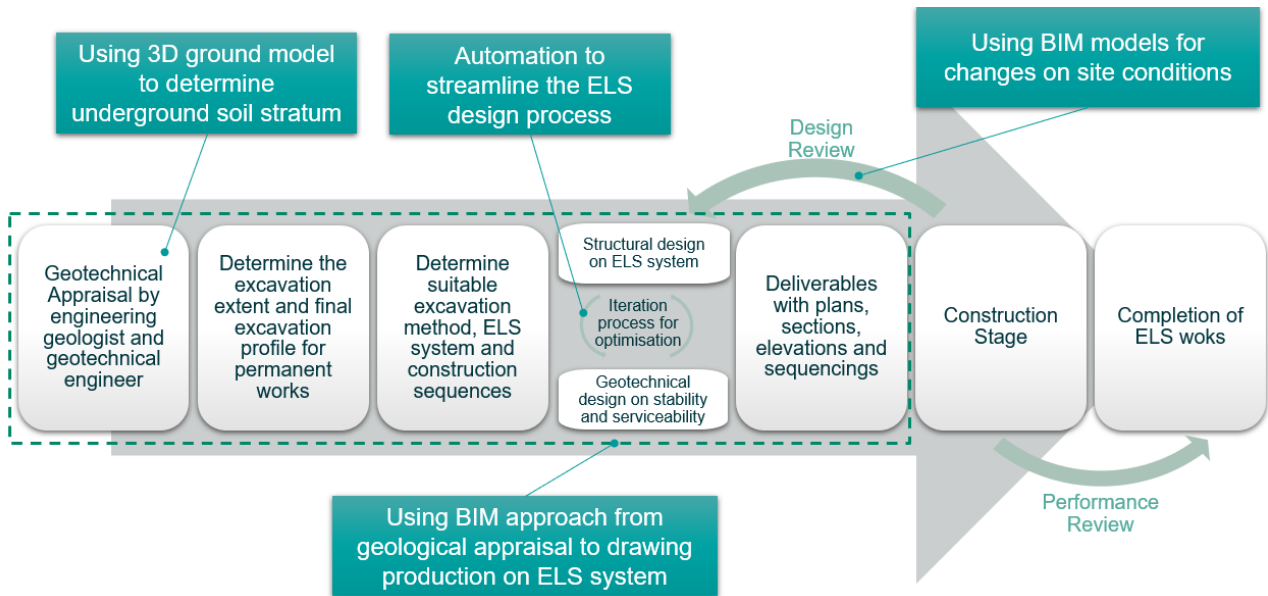 Using 3D ground model
to determine
underground soil stratum
Automation to
streamline the ELS
design process
Using BIM models for
changes on site conditions
Design
Review
Geotechnical
Appraisal by
engineering
geologist and
geotechnical
engineer
Determine the
excavation
extent and final
excavation
profile for
permanent
works
Determine
suitable
excavation
method, ELS
system and
construction
sequences
Structural design
on ELS system
Iteration
process for
optimisation
Geotechnical
design on stability
and serviceability
Deliverables
with plans,
sections,
elevations and
sequencings
Construction
Stage
Completion of
ELS woks
Performance
Review
Using BIM approach from
geological appraisal to drawing
production on ELS system